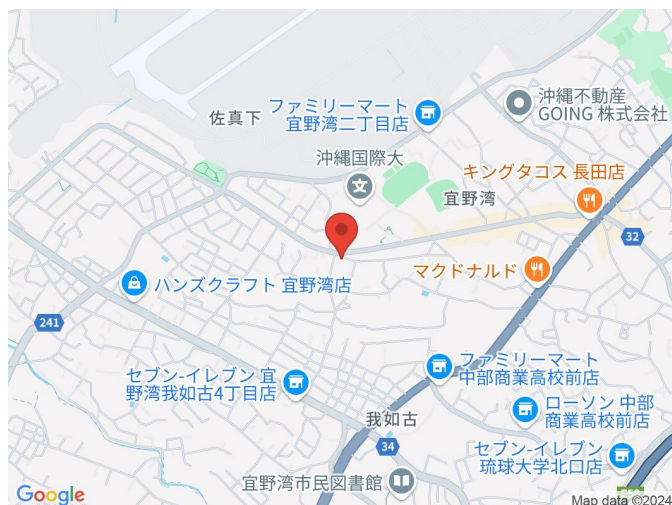 佐真下
ファミリーマート
宜野湾二丁目店
沖縄不動産
GOING 株式会社
沖縄国際大
キングタコス 長田店
宜野湾
32
マクドナルド
ハンズクラフト 宜野湾店
241
ファミリーマート
中部商業高校前店
セブン-イレブン 宜
野湾我如古4丁目店
ローソン 中部
商業高校前店
我如古
34
セブン-イレブン
琉球大学北口店
宜野湾市民図書館
Google
Map data ©2024